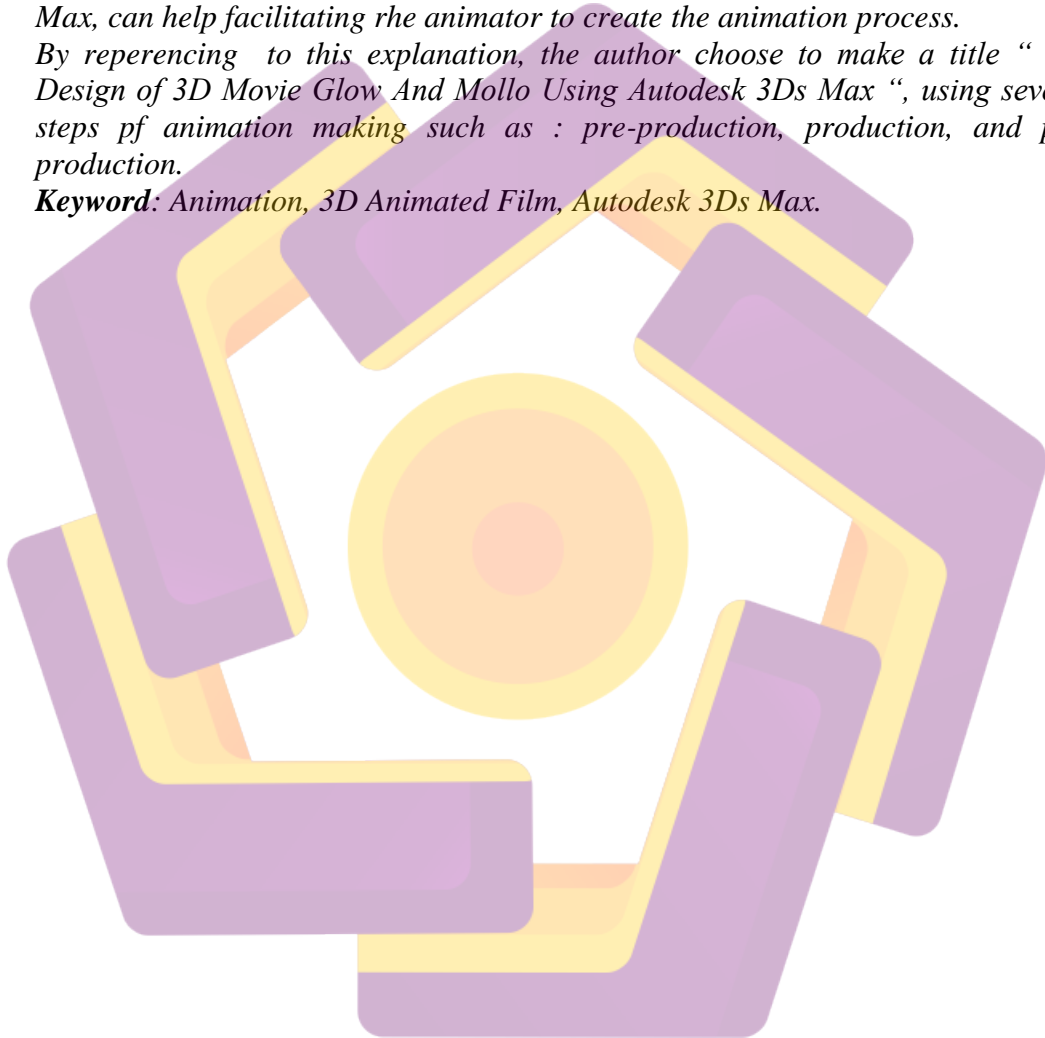 Max, can help facilitating rhe animator to create the animation process.
By reperencing to this explanation, the author choose to make a title “
Design of 3D Movie Glow And Mollo Using Autodesk 3Ds Max “, using seve
steps pf animation making such as : pre-production, production, and p
production.
Keyword: Animation, 3D Animated Film, Autodesk 3Ds Max.